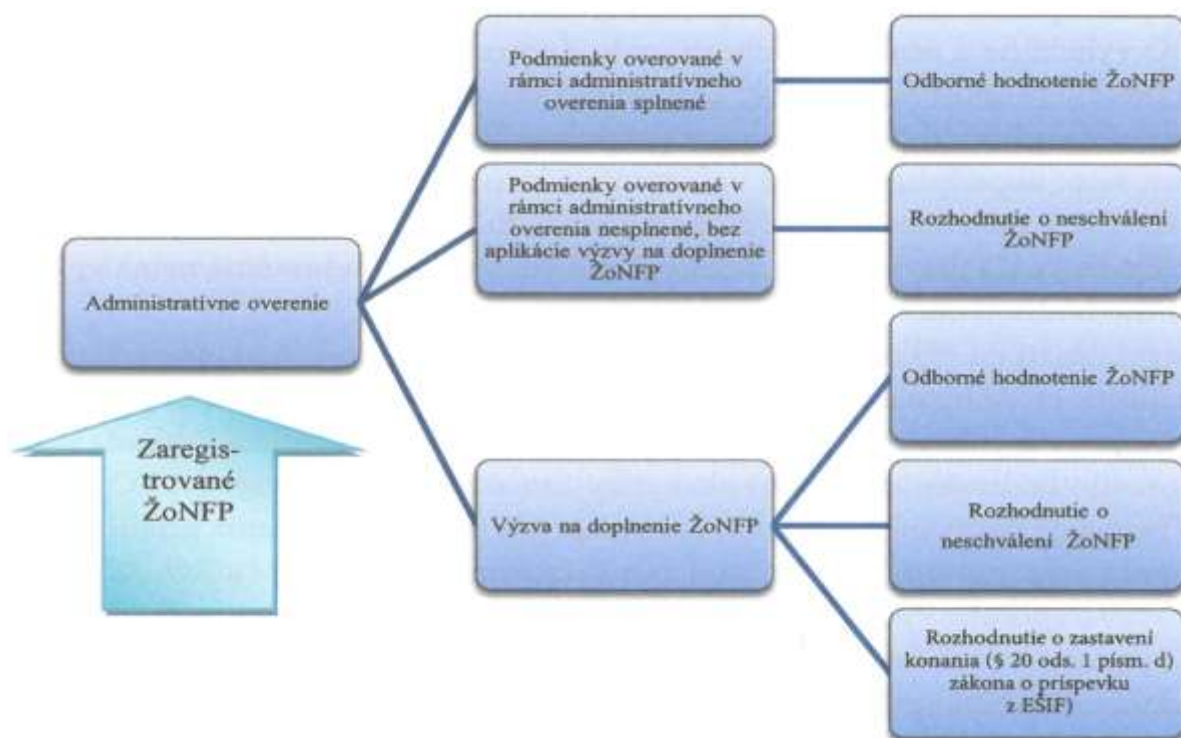 Podmienky overované v
rámci administratívneho
overenia splnené
Odborné hodnotenie ŽoNFP
Podmienky overované v
rámci administratívneho
overenia nesplnené, bez
aplikácie výzvy na doplnenie
ŽoNFP
Rozhodnutie o neschválení
ŽoNFP
Administratívne overenie
Zaregis-
trované
ŽoNFP
Výzva na doplnenie ŽoNFP
Odborné hodnotenie ŽoNFP
Rozhodnutie o
neschválení ŽoNFP
Rozhodnutie o zastavení
konania (§ 20 ods. 1 písm. d)
zákona o príspevku
z EŠIF)